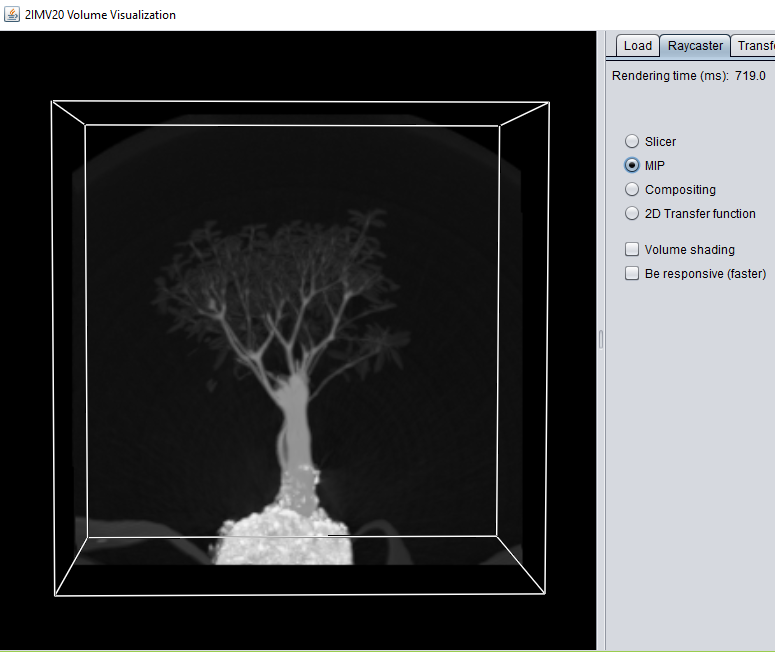 2IMV20 Volume Visualization
Load Raycaster
Rendering time (ms): 719.0
Slicer
MIP
Compositing
2D Transfer function
Volume shading
Be responsive (faster)